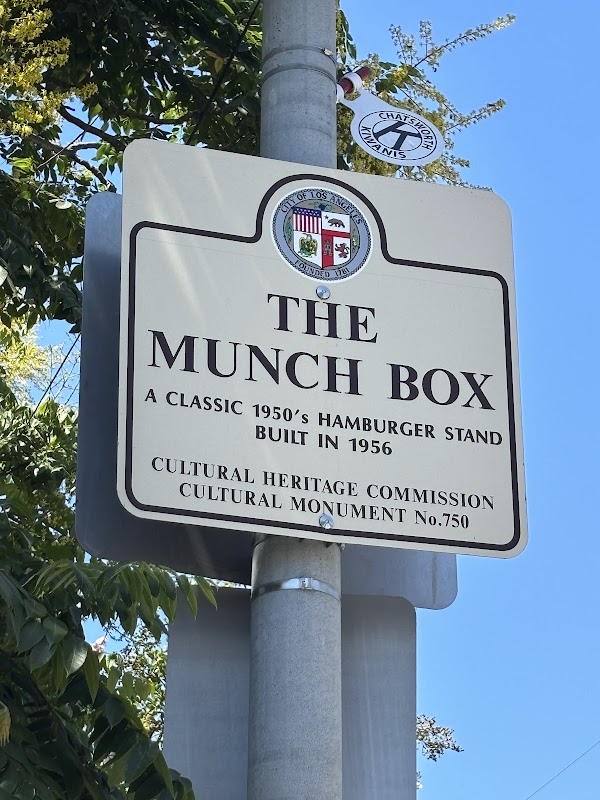 CHATSWORTH
K
KIWANIS
CITY OF LOS ANGELES
FOUNDED 1781
THE
MUNCH BOX
A CLASSIC 1950's HAMBURGER STAND
BUILT IN 1956
CULTURAL HERITAGE COMMISSION
CULTURAL MONUMENT No.750